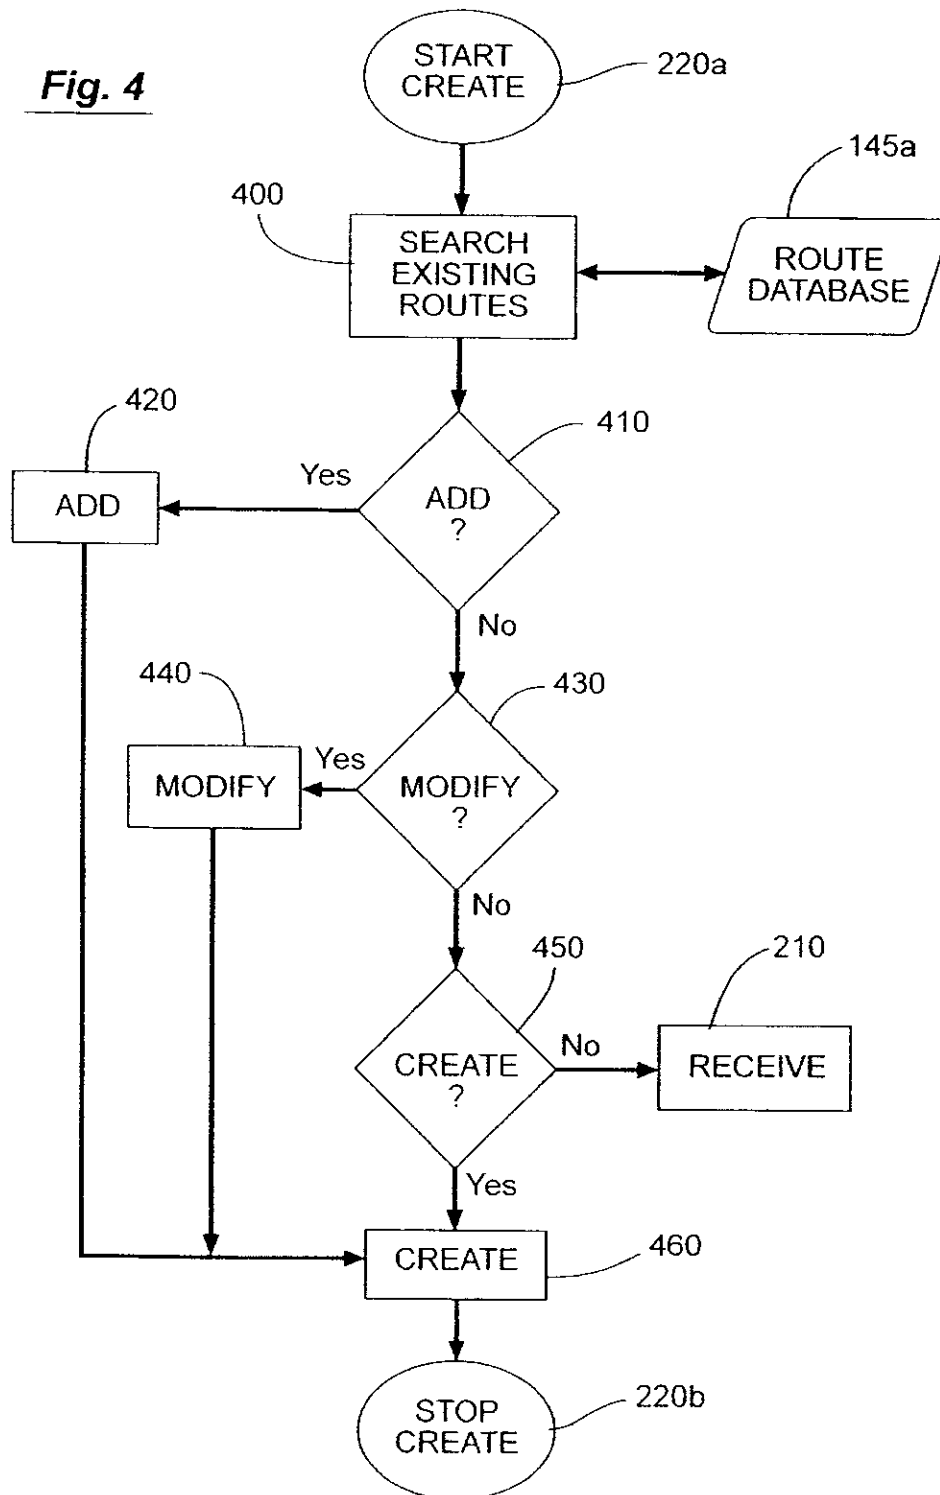 Fig. 4
START
CREATE
220a
145a
400
SEARCH
EXISTING
ROUTES
ROUTE
DATABASE
420
410
Yes
ADD
ADD
?
No
440
430
Yes
MODIFY
MODIFY
?
No
450
210
CREATE
?
No
RECEIVE
Yes
CREATE
460
STOP
CREATE
220b